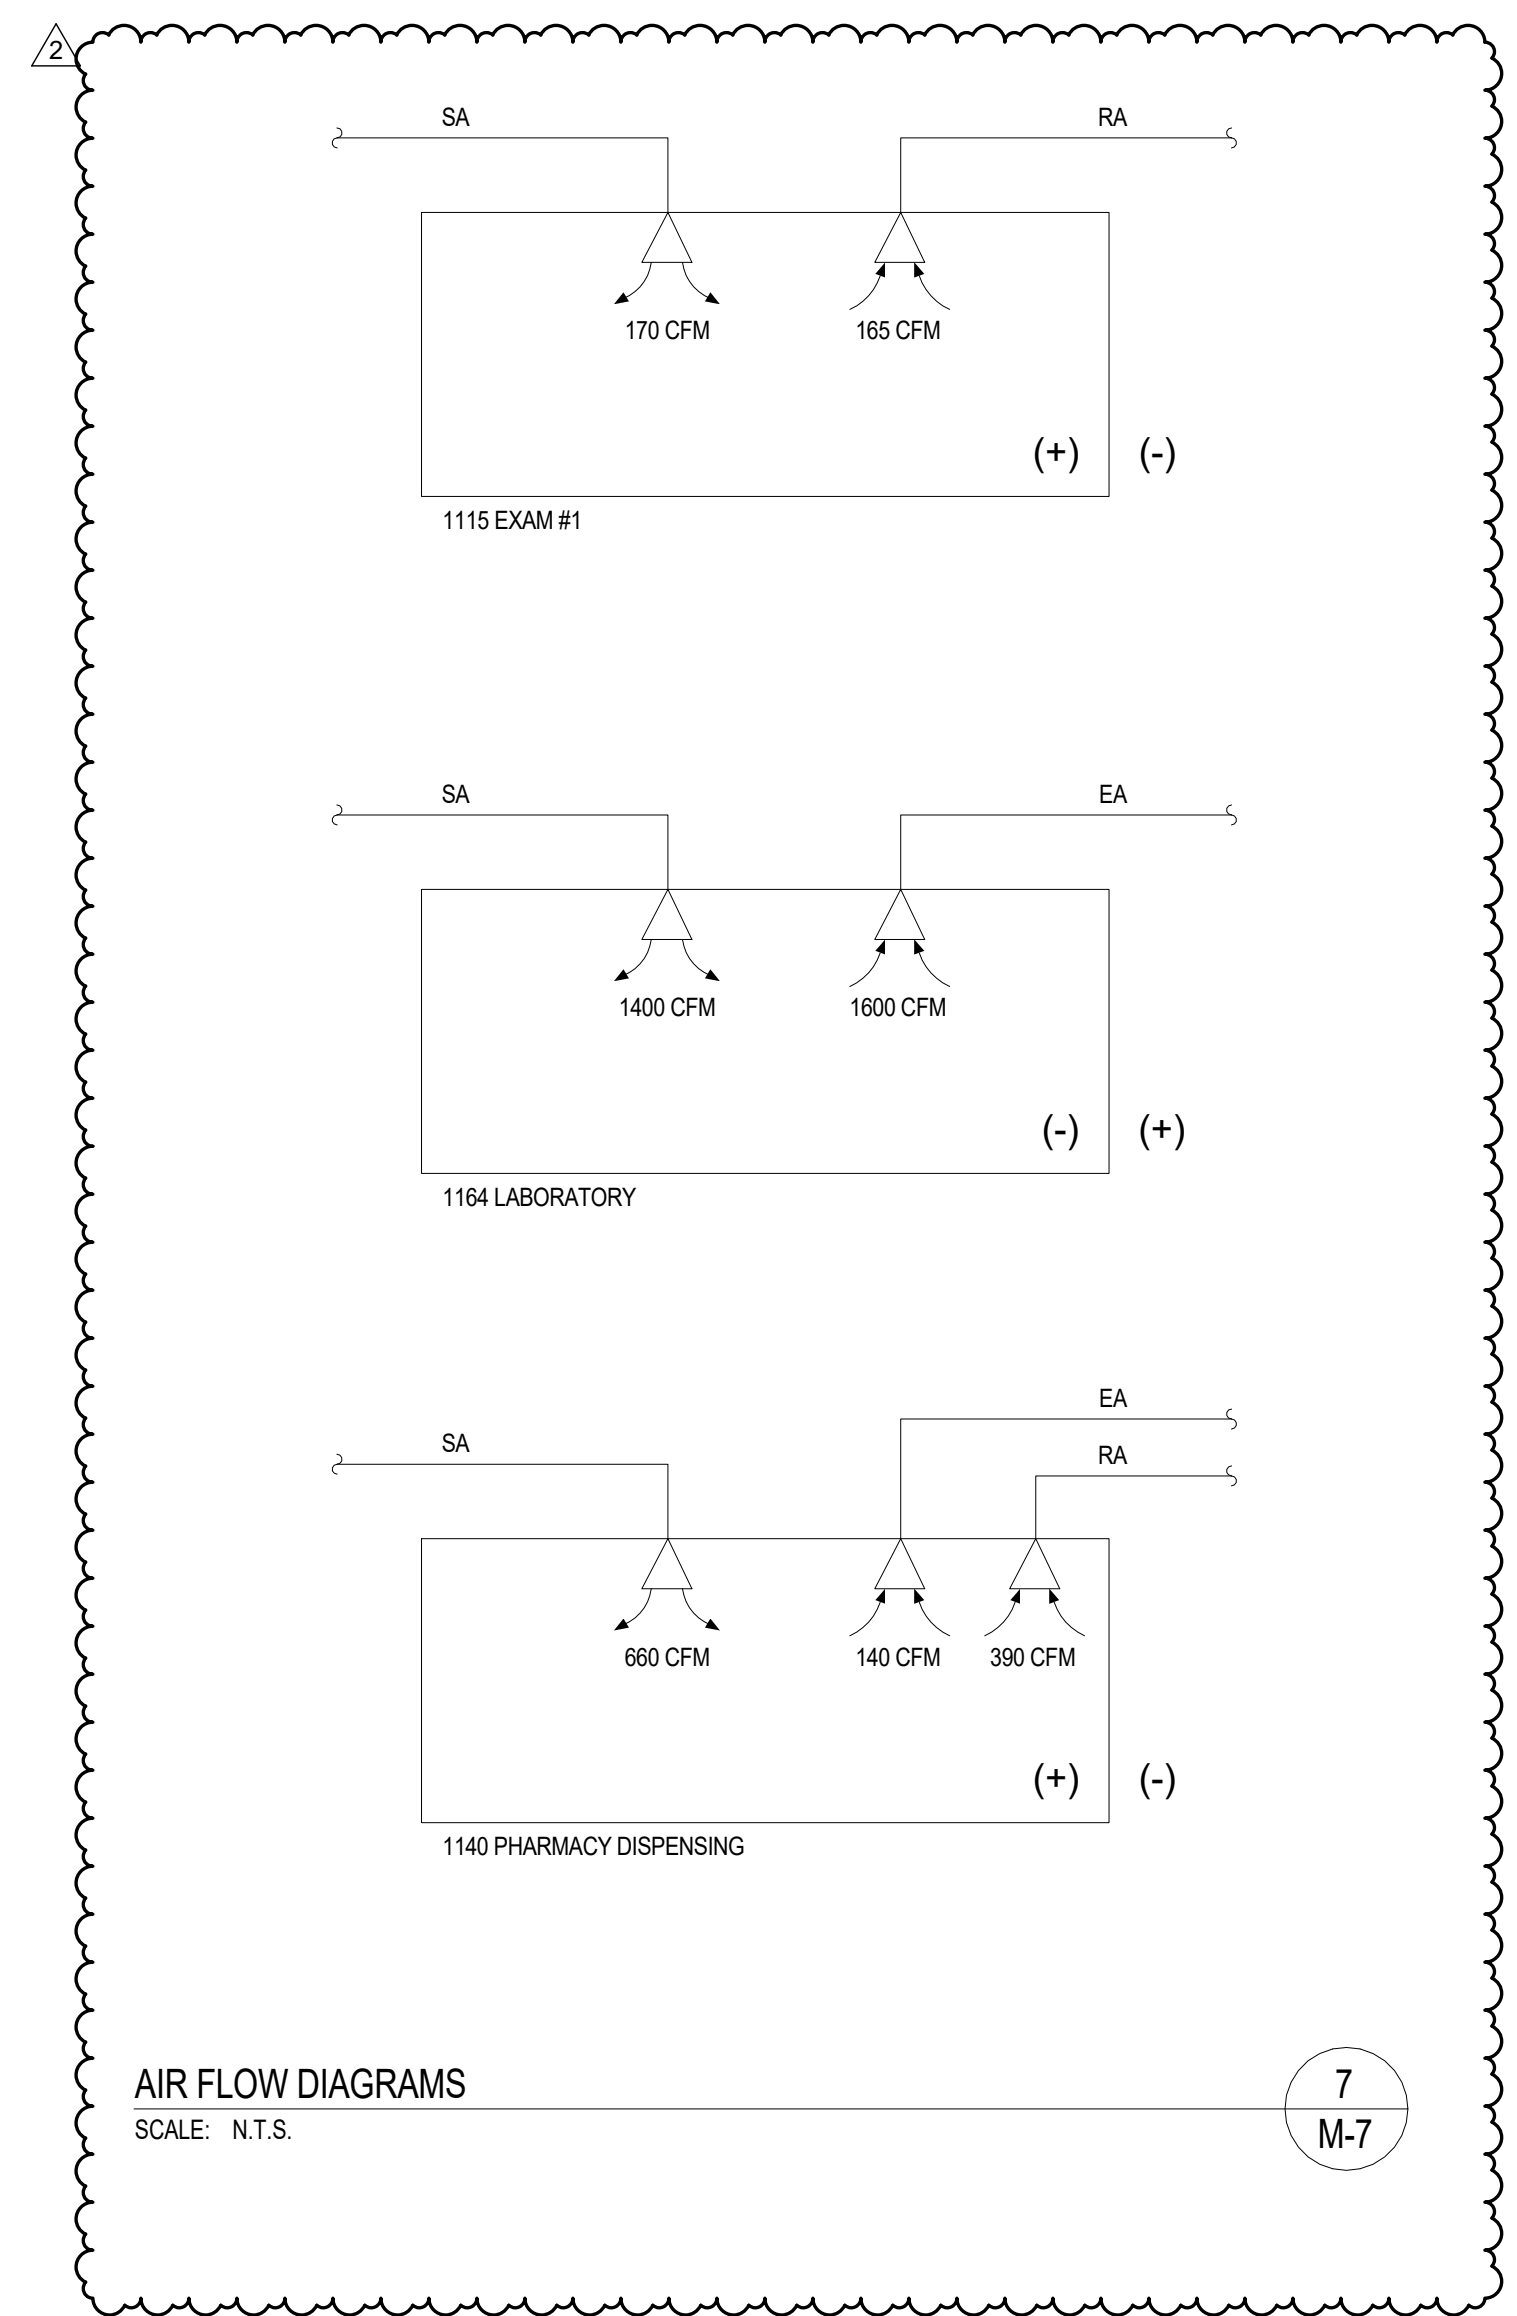 2
SA
RA
170 CFM
165 CFM
(+)
(-)
1115 EXAM #1
SA
EA
1400 CFM
1600 CFM
(-)
(+)
1164 LABORATORY
EA
SA
RA
660 CFM
140 CFM
390 CFM
(+)
(-)
1140 PHARMACY DISPENSING
AIR FLOW DIAGRAMS
SCALE: N.T.S.
7
M-7